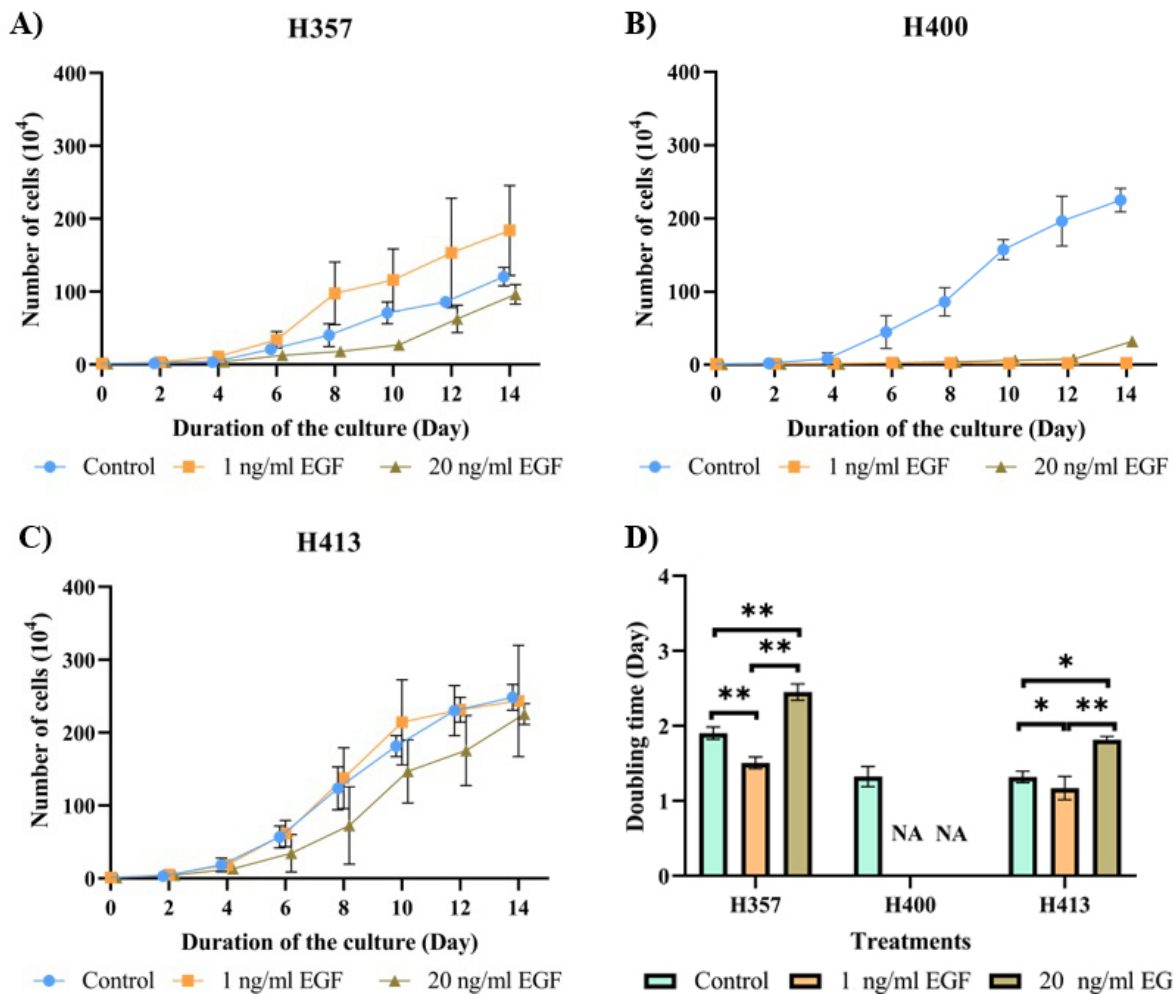 A)
H357
Number of cells (10⁴)
400
300
200
100
0
0 2 4 6 8 10 12 14
Duration of the culture (Day)
Control 1 ng/ml EGF 20 ng/ml EGF
B)
H400
Number of cells (10⁴)
400
300
200
100
0
0 2 4 6 8 10 12 14
Duration of the culture (Day)
Control 1 ng/ml EGF 20 ng/ml EGF
C)
H413
Number of cells (10⁴)
400
300
200
100
0
0 2 4 6 8 10 12 14
Duration of the culture (Day)
Control 1 ng/ml EGF 20 ng/ml EGF
D)
Doubling time (Day)
4
3
2
1
0
** ** **
NA NA
* * **
H357 H400 H413
Treatments
Control 1 ng/ml EGF 20 ng/ml EG